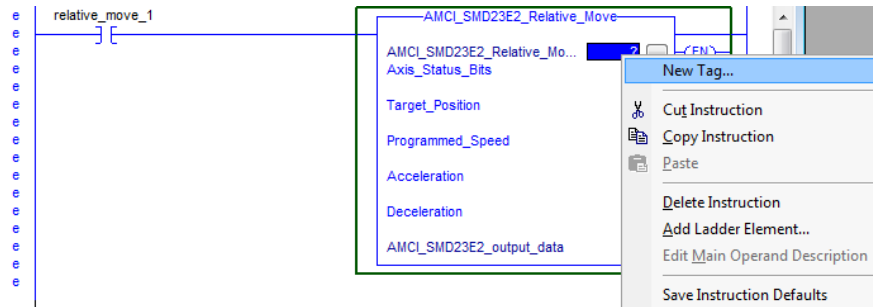 e
relative_move_1
AMCI_SMD23E2_Relative_Move
e
e
AMCI_SMD23E2_Relative_Mo...
?
...
EN
e
Axis_Status_Bits
New Tag...
e
e
Target_Position
Cut Instruction
e
e
Programmed_Speed
Copy Instruction
e
Paste
e
Acceleration
e
e
Deceleration
Delete Instruction
e
Add Ladder Element...
e
AMCI_SMD23E2_output_data
Edit Main Operand Description
e
e
Save Instruction Defaults